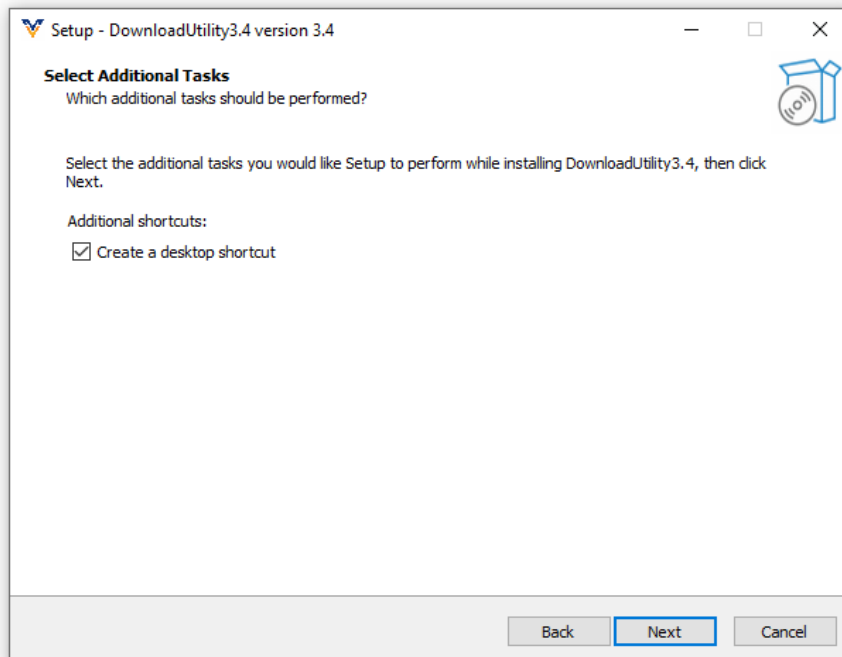 Setup - DownloadUtility3.4 version 3.4
Select Additional Tasks
Which additional tasks should be performed?
Select the additional tasks you would like Setup to perform while installing DownloadUtility3.4, then click
Next.
Additional shortcuts:
Create a desktop shortcut
Back Next Cancel